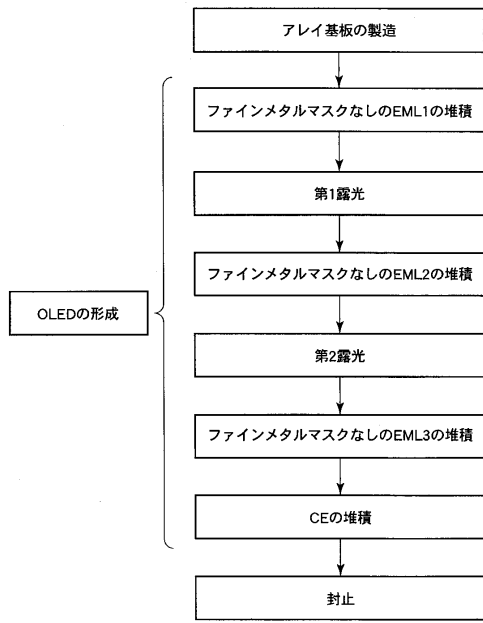 アレイ基板の製造
ファインメタルマスクなしのEML1の堆積
第1露光
ファインメタルマスクなしのEML2の堆積
OLEDの形成
第2露光
ファインメタルマスクなしのEML3の堆積
CEの堆積
封止